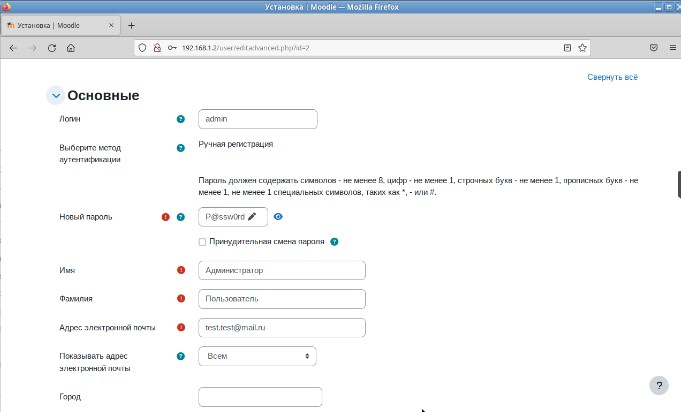 Установка | Moodle — Mozilla Firefox
Установка | Moodle
192.168.1.2/user/editadvanced.php?id=2
Свернуть всё
Основные
Логин
admin
Выберите метод
аутентификации
Ручная регистрация
Пароль должен содержать символов - не менее 8, цифр - не менее 1, строчных букв - не менее 1, прописных букв - не
менее 1, не менее 1 специальных символов, таких как *, - или #.
Новый пароль
P@ssw0rd
Принудительная смена пароля
Имя
Администратор
Фамилия
Пользователь
Адрес электронной почты
test.test@mail.ru
Показывать адрес
электронной почты
Всем
Город
?